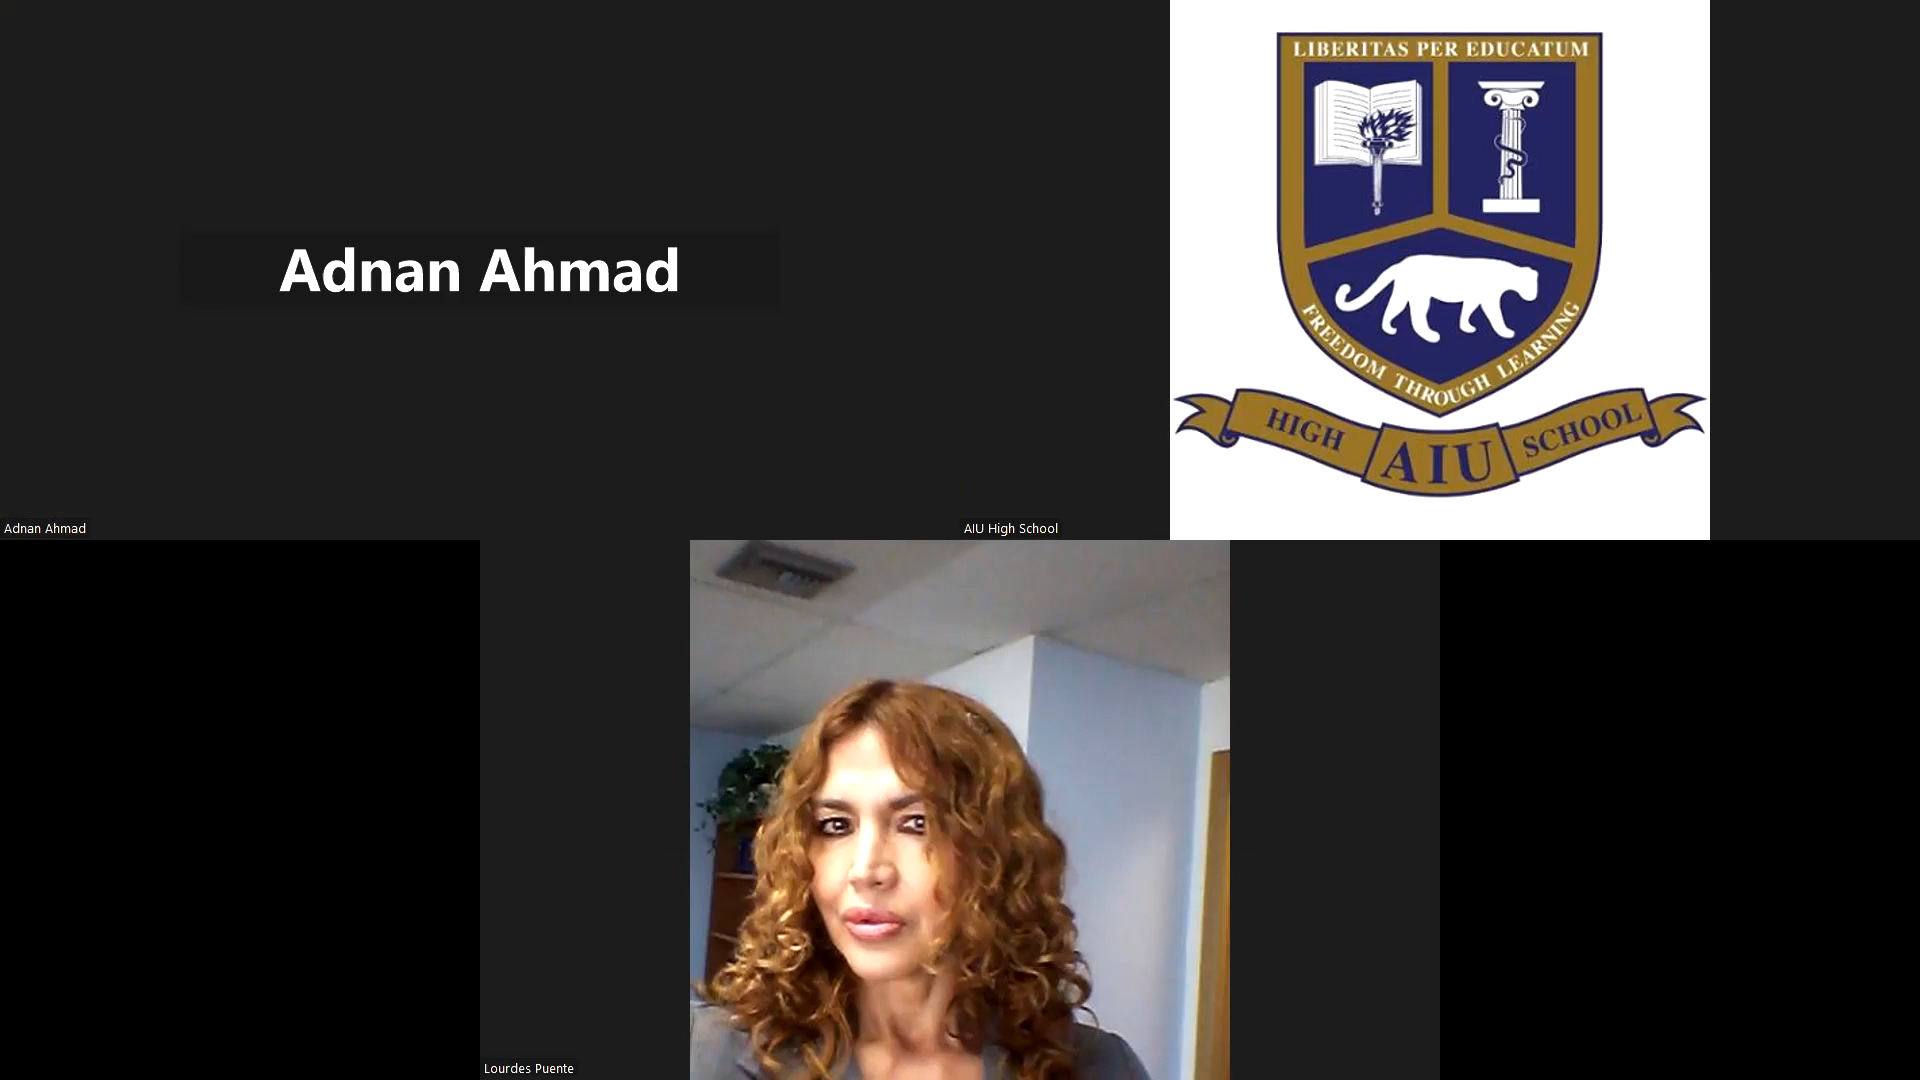 Adnan Ahmad
LIBERITAS PER EDUCATUM
FREEDOM THROUGH LEARNING
HIGH AIU SCHOOL
Adnan Ahmad
AIU High School
Lourdes Puente